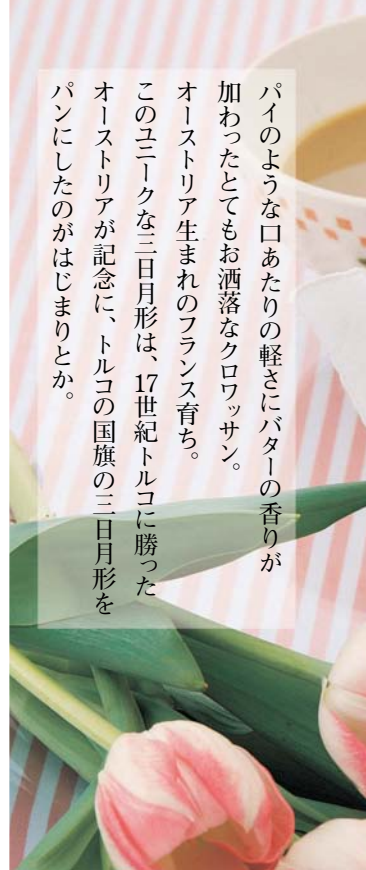 パイのような口あたりの軽さにバターの香りが
加わったとてもお洒落なクロワッサン。
オーストリア生まれのフランス育ち。
このユニークな三日月形は、17世紀トルコに勝った
オーストリアが記念に、トルコの国旗の三日月形を
パンにしたのがはじまりとか。